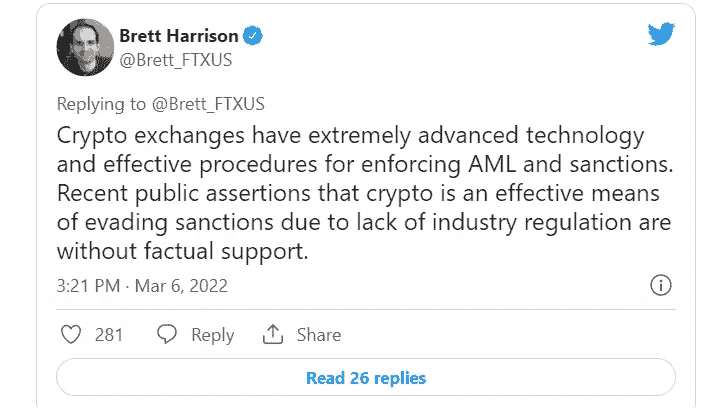 Brett Harrison
@Brett_FTXUS
Replying to @Brett_FTXUS
Crypto exchanges have extremely advanced technology
and effective procedures for enforcing AML and sanctions.
Recent public assertions that crypto is an effective means
of evading sanctions due to lack of industry regulation are
without factual support.
3:21 PM · Mar 6, 2022
281 Reply Share
Read 26 replies